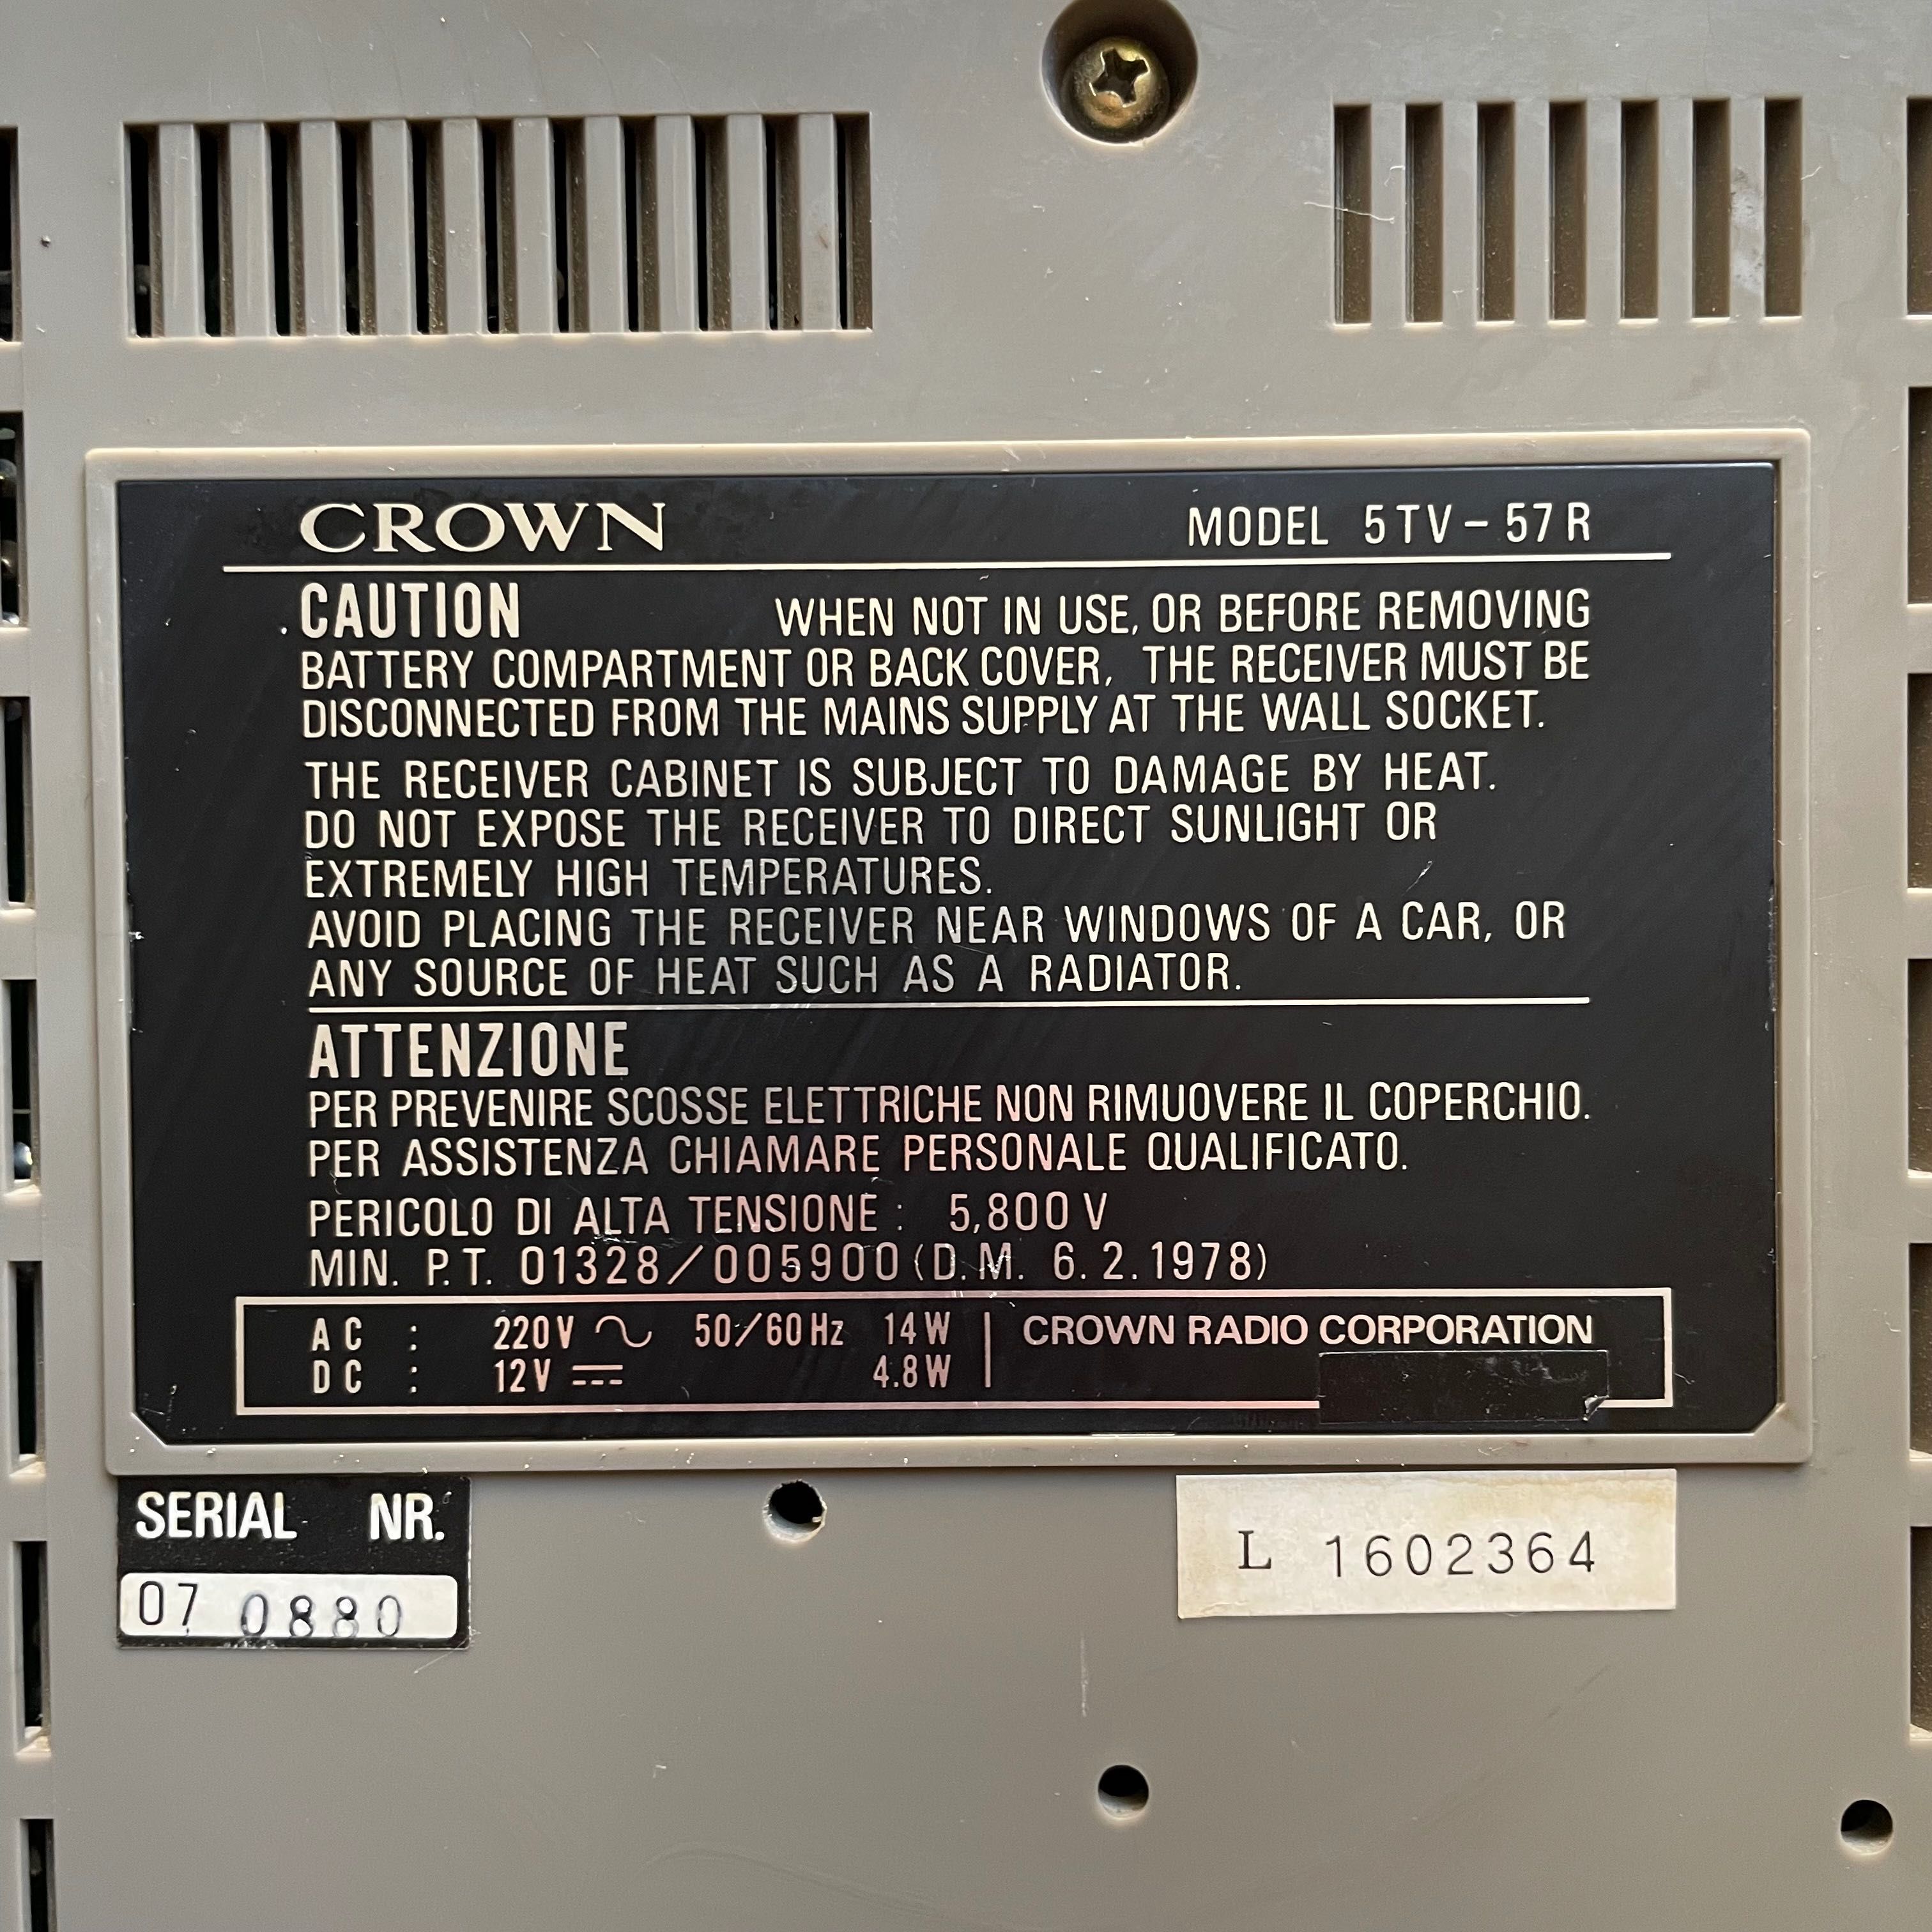 CROWN MODEL 5TV-57R
CAUTION WHEN NOT IN USE, OR BEFORE REMOVING
BATTERY COMPARTMENT OR BACK COVER, THE RECEIVER MUST BE
DISCONNECTED FROM THE MAINS SUPPLY AT THE WALL SOCKET.
THE RECEIVER CABINET IS SUBJECT TO DAMAGE BY HEAT.
DO NOT EXPOSE THE RECEIVER TO DIRECT SUNLIGHT OR
EXTREMELY HIGH TEMPERATURES.
AVOID PLACING THE RECEIVER NEAR WINDOWS OF A CAR, OR
ANY SOURCE OF HEAT SUCH AS A RADIATOR.
ATTENZIONE
PER PREVENIRE SCOSSE ELETTRICHE NON RIMUOVERE IL COPERCHIO.
PER ASSISTENZA CHIAMARE PERSONALE QUALIFICATO.
PERICOLO DI ALTA TENSIONE : 5,800 V
MIN. P.T. 01328/005900 (D.M. 6.2.1978)
AC : 220V ∿ 50/60Hz 14W CROWN RADIO CORPORATION
DC : 12V ⎓ 4.8W
SERIAL NR.
07 0880
L 1602364